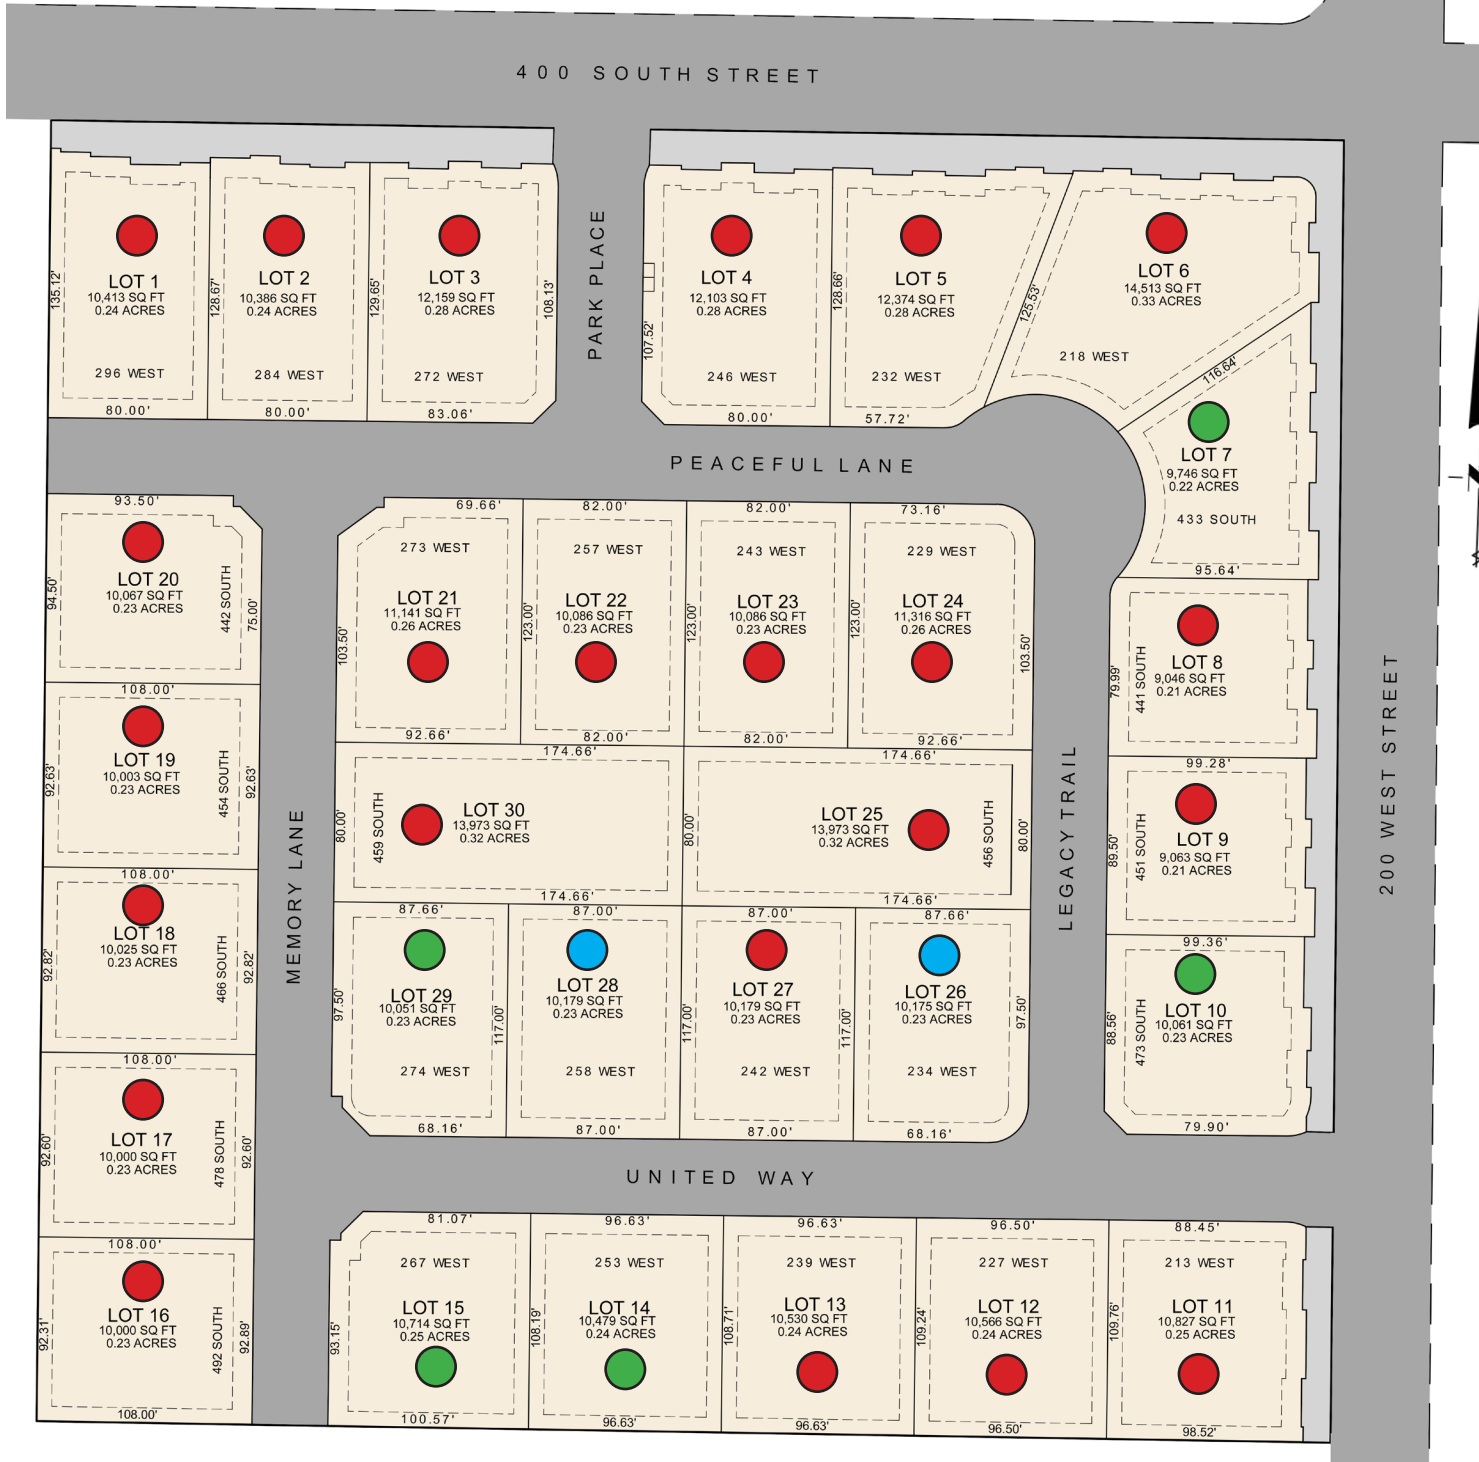 400 SOUTH STREET
PARK PLACE
LOT 1
10,413 SQ FT
0.24 ACRES
296 WEST
135.12'
80.00'
LOT 2
10,386 SQ FT
0.24 ACRES
284 WEST
128.67'
80.00'
LOT 3
12,159 SQ FT
0.28 ACRES
272 WEST
129.65'
108.13'
83.06'
LOT 4
12,103 SQ FT
0.28 ACRES
246 WEST
107.52'
80.00'
LOT 5
12,374 SQ FT
0.28 ACRES
232 WEST
128.66'
57.72'
125.53'
LOT 6
14,513 SQ FT
0.33 ACRES
218 WEST
116.64'
LOT 7
9,746 SQ FT
0.22 ACRES
433 SOUTH
95.64'
PEACEFUL LANE
93.50'
LOT 20
10,067 SQ FT
0.23 ACRES
94.50'
442 SOUTH
75.00'
108.00'
69.66'
273 WEST
LOT 21
11,141 SQ FT
0.26 ACRES
103.50'
92.66'
82.00'
257 WEST
LOT 22
10,086 SQ FT
0.23 ACRES
123.00'
82.00'
82.00'
243 WEST
LOT 23
10,086 SQ FT
0.23 ACRES
123.00'
82.00'
73.16'
229 WEST
LOT 24
11,316 SQ FT
0.26 ACRES
123.00'
103.50'
92.66'
LOT 8
9,046 SQ FT
0.21 ACRES
79.99'
441 SOUTH
99.28'
200 WEST STREET
LOT 19
10,003 SQ FT
0.23 ACRES
92.63'
454 SOUTH
92.63'
108.00'
MEMORY LANE
174.66'
LOT 30
13,973 SQ FT
0.32 ACRES
80.00'
459 SOUTH
80.00'
174.66'
174.66'
LOT 25
13,973 SQ FT
0.32 ACRES
456 SOUTH
80.00'
174.66'
LEGACY TRAIL
LOT 9
9,063 SQ FT
0.21 ACRES
89.50'
451 SOUTH
99.36'
LOT 18
10,025 SQ FT
0.23 ACRES
92.82'
466 SOUTH
92.82'
108.00'
87.66'
LOT 29
10,051 SQ FT
0.23 ACRES
97.50'
117.00'
274 WEST
68.16'
87.00'
LOT 28
10,179 SQ FT
0.23 ACRES
258 WEST
117.00'
87.00'
87.00'
LOT 27
10,179 SQ FT
0.23 ACRES
242 WEST
117.00'
87.00'
87.66'
LOT 26
10,175 SQ FT
0.23 ACRES
234 WEST
97.50'
68.16'
LOT 10
10,061 SQ FT
0.23 ACRES
88.56'
473 SOUTH
79.90'
LOT 17
10,000 SQ FT
0.23 ACRES
92.60'
478 SOUTH
92.60'
108.00'
UNITED WAY
LOT 16
10,000 SQ FT
0.23 ACRES
92.31'
492 SOUTH
92.89'
108.00'
81.07'
267 WEST
LOT 15
10,714 SQ FT
0.25 ACRES
93.15'
100.57'
96.63'
253 WEST
LOT 14
10,479 SQ FT
0.24 ACRES
108.19'
96.63'
96.63'
239 WEST
LOT 13
10,530 SQ FT
0.24 ACRES
108.71'
96.63'
96.50'
227 WEST
LOT 12
10,566 SQ FT
0.24 ACRES
109.24'
96.50'
88.45'
213 WEST
LOT 11
10,827 SQ FT
0.25 ACRES
109.76'
98.52'